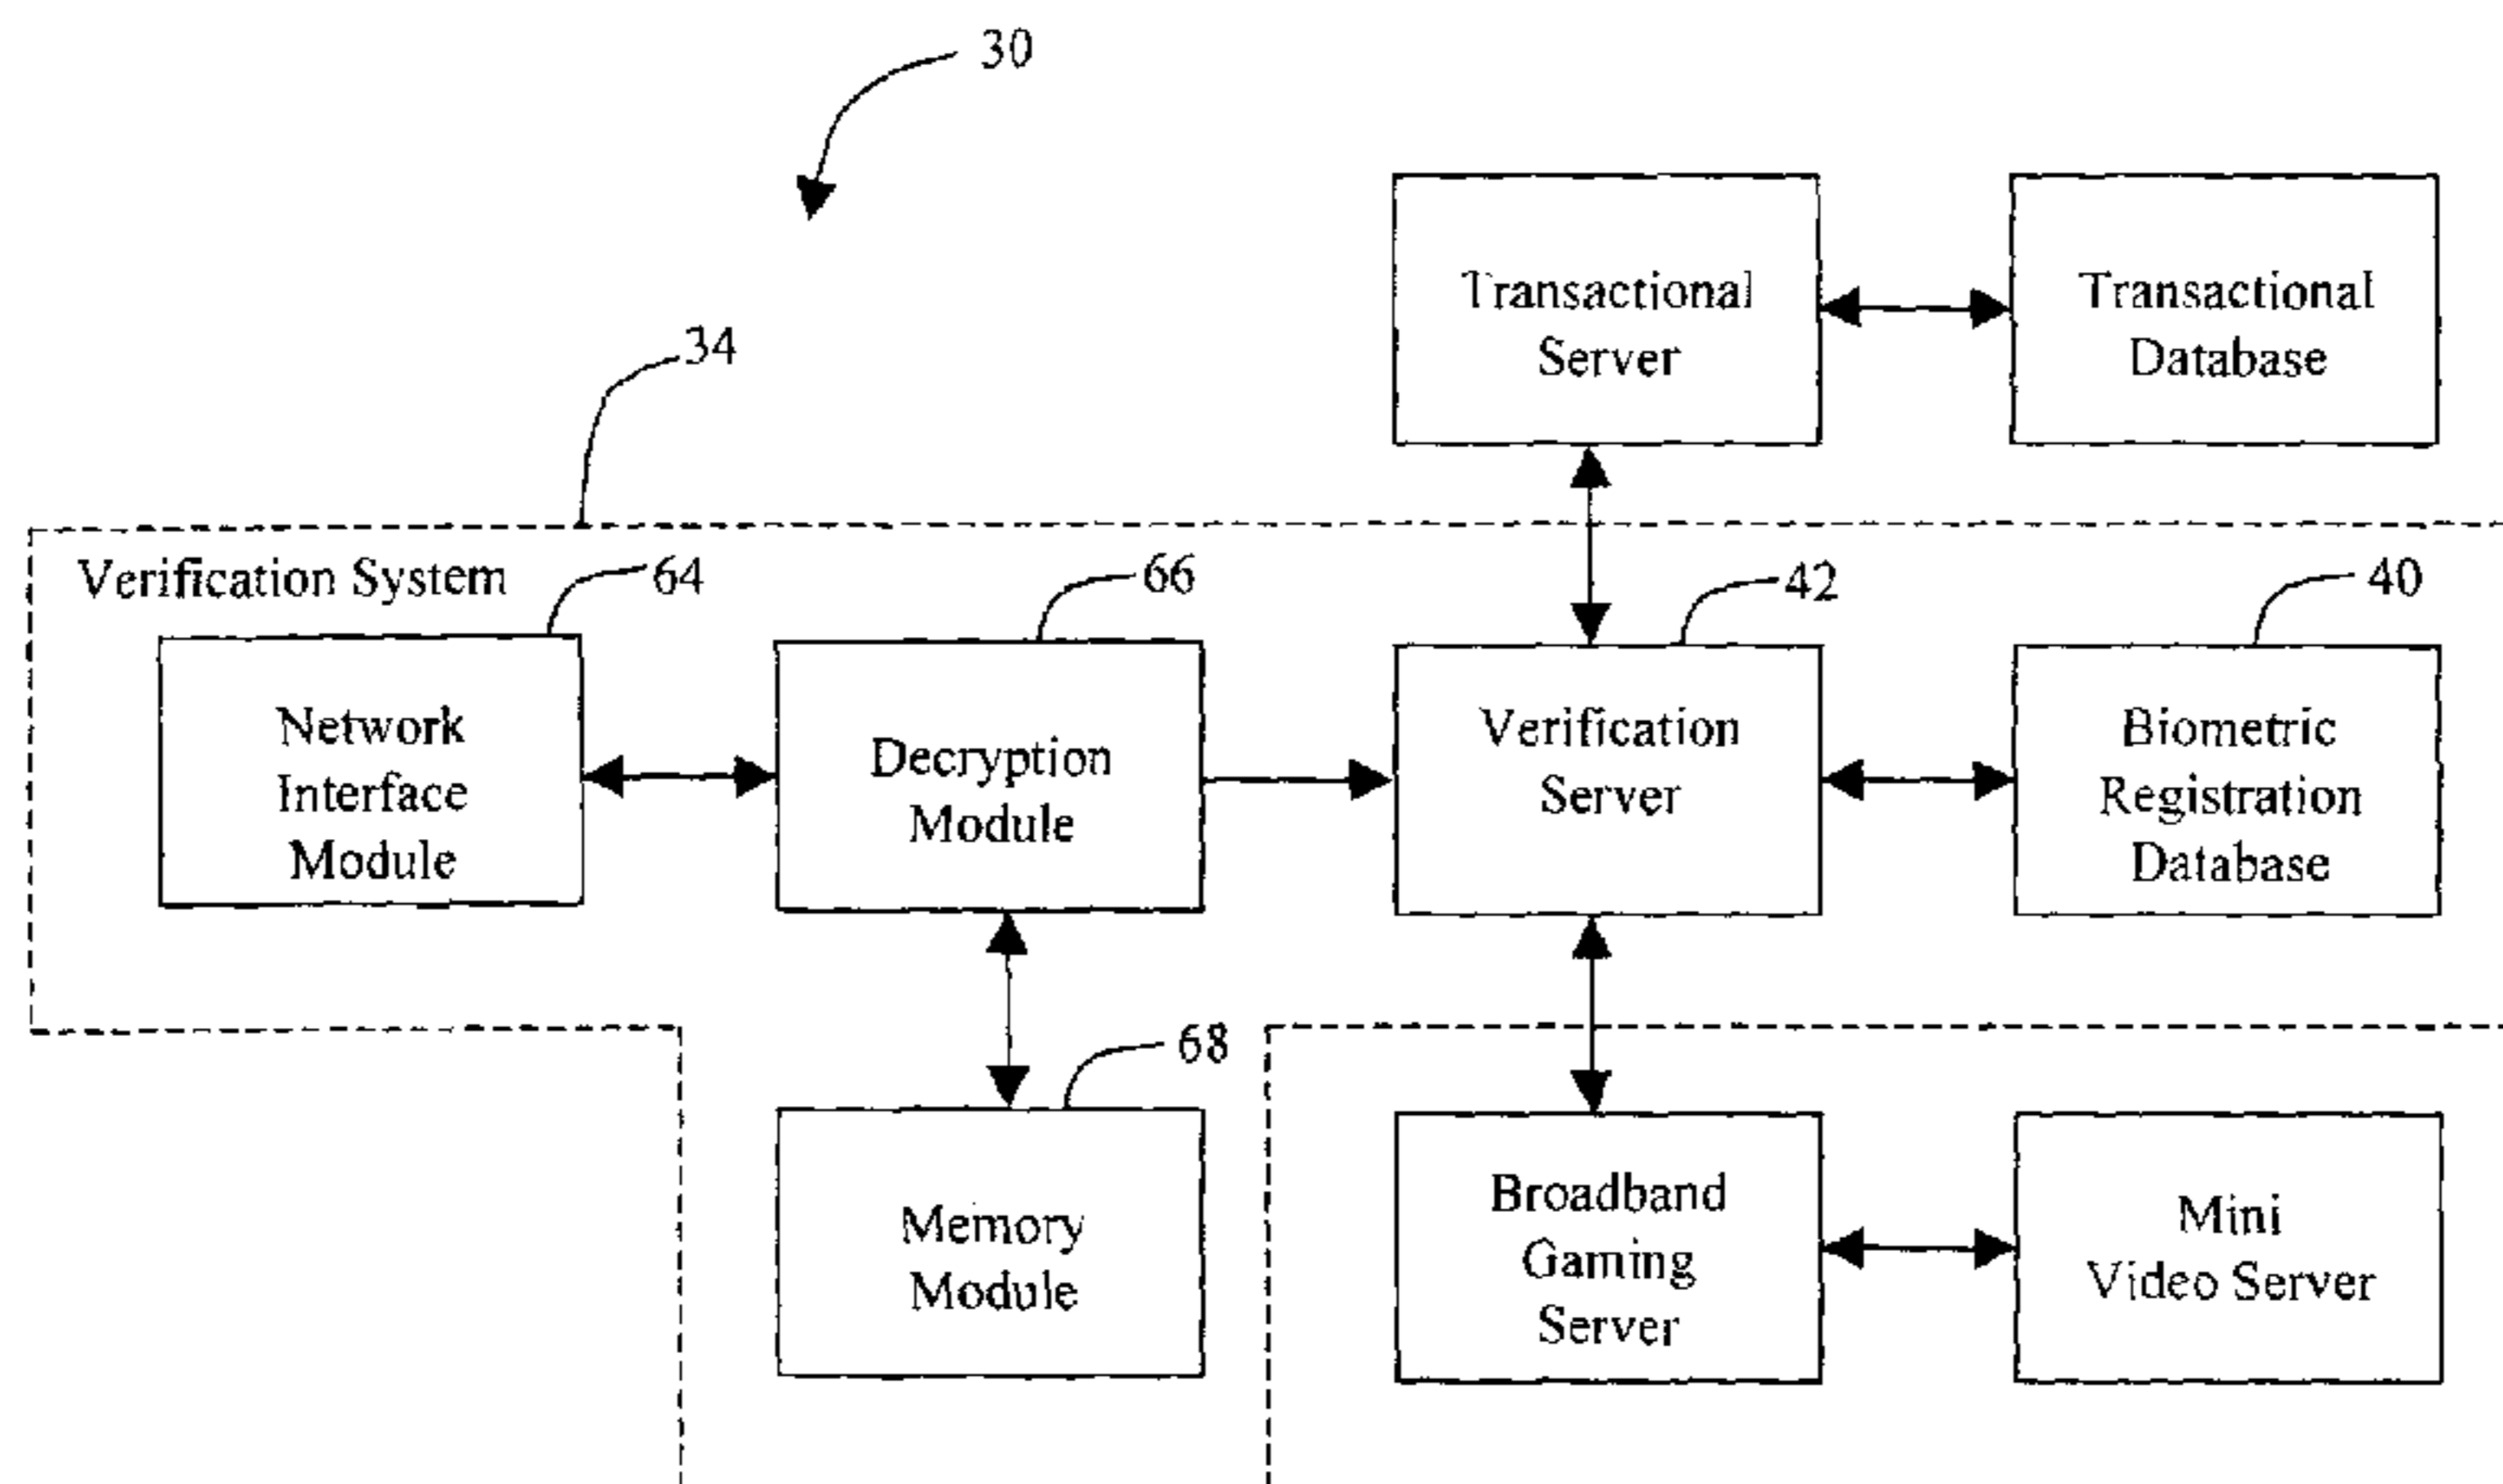 30
Transactional
Server
Transactional
Database
34
Verification System
64
66
42
40
Network
Interface
Module
Decryption
Module
Verification
Server
Biometric
Registration
Database
68
Memory
Module
Broadband
Gaming
Server
Mini
Video Server